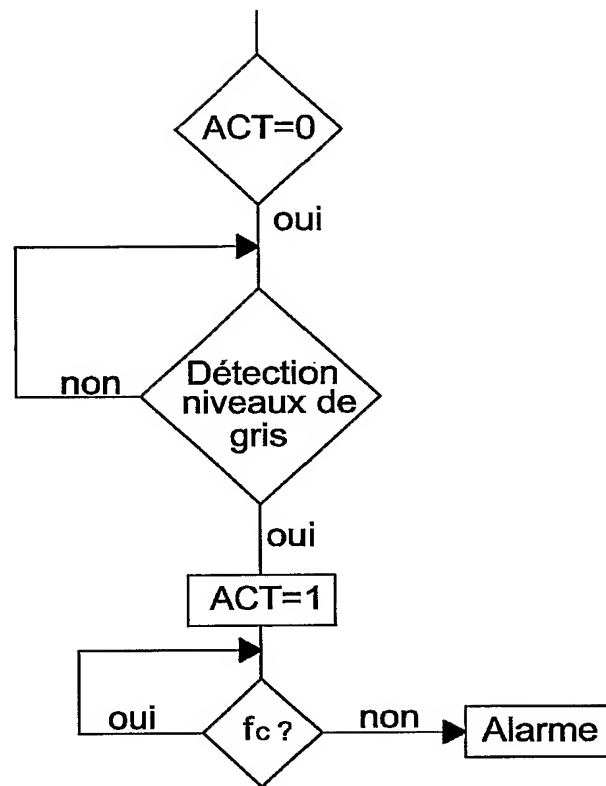 ACT=0
oui
non
Détection
niveaux de
gris
oui
ACT=1
oui
fc ?
non
Alarme